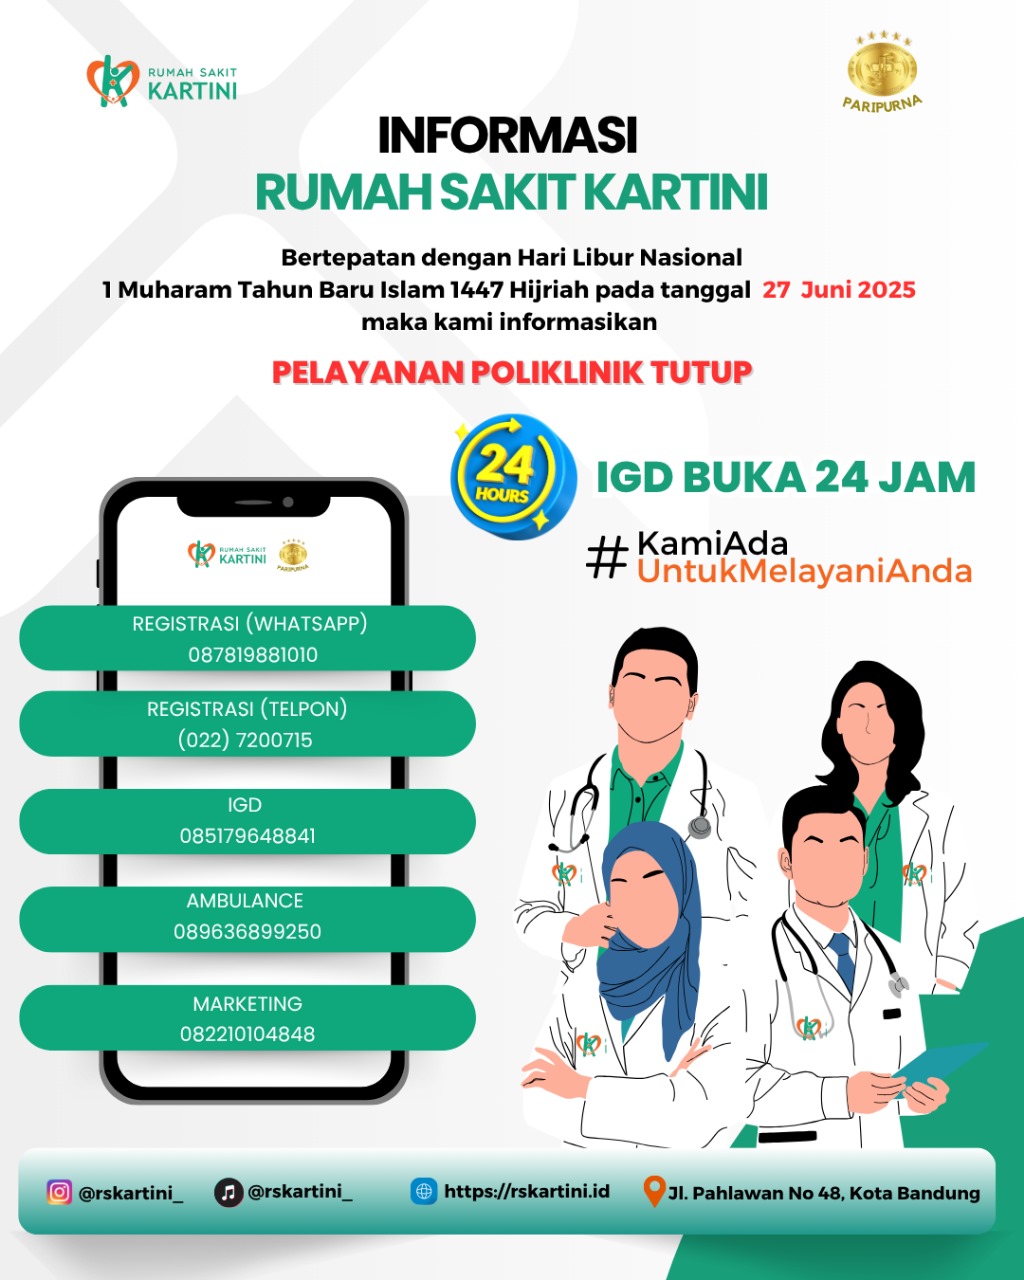 RUMAH SAKIT
KARTINI
PARIPURNA
INFORMASI
RUMAH SAKIT KARTINI
Bertepatan dengan Hari Libur Nasional
1 Muharam Tahun Baru Islam 1447 Hijriah pada tanggal 27 Juni 2025
maka kami informasikan
PELAYANAN POLIKLINIK TUTUP
24
HOURS
IGD BUKA 24 JAM
#KamiAda
UntukMelayaniAnda
RUMAH SAKIT
KARTINI
PARIPURNA
REGISTRASI (WHATSAPP)
087819881010
REGISTRASI (TELPON)
(022) 7200715
IGD
085179648841
AMBULANCE
089636899250
MARKETING
082210104848
@rskartini_ @rskartini_ https://rskartini.id Jl. Pahlawan No 48, Kota Bandung